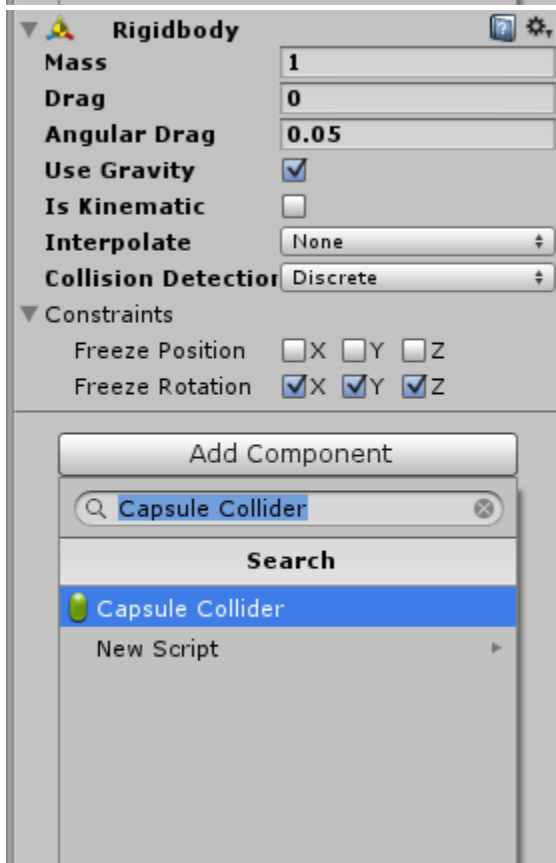 Rigidbody
Mass 1
Drag 0
Angular Drag 0.05
Use Gravity
Is Kinematic
Interpolate None
Collision Detection Discrete
Constraints
Freeze Position X Y Z
Freeze Rotation X Y Z
Add Component
Capsule Collider
Search
Capsule Collider
New Script